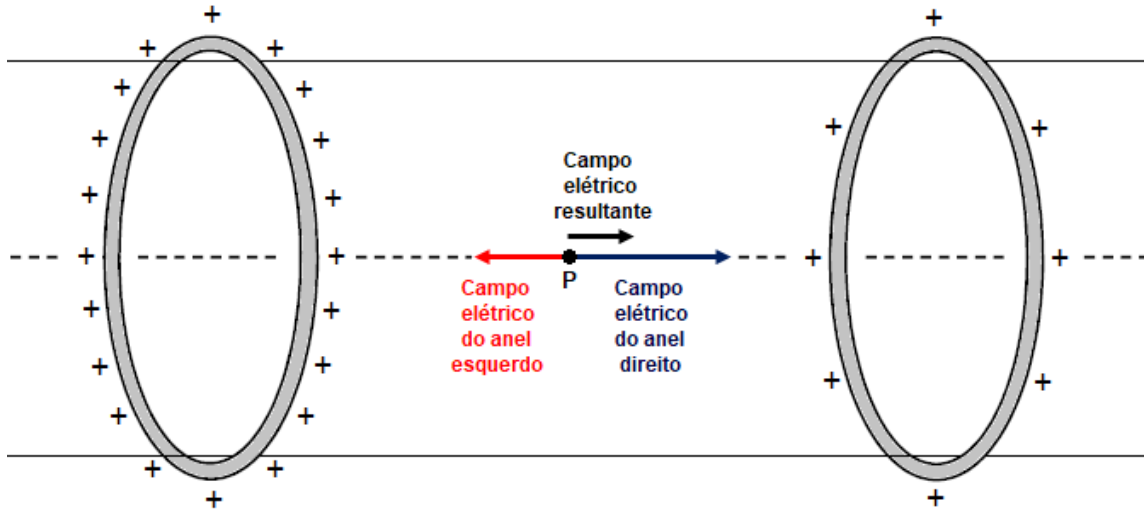 Campo
elétrico
resultante
P
Campo
elétrico
do anel
esquerdo
Campo
elétrico
do anel
direito